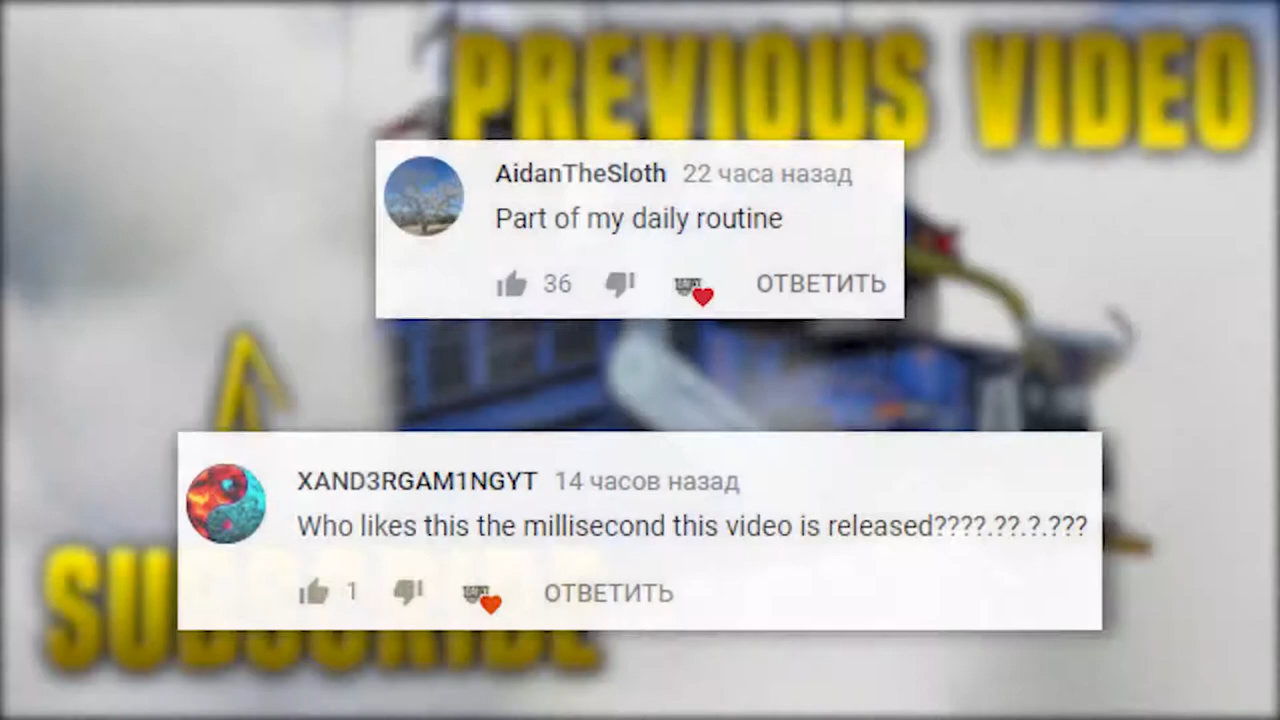 PREVIOUS VIDEO
AidanTheSloth 22 часа назад
Part of my daily routine
36 ОТВЕТИТЬ
XAND3RGAM1NGYT 14 часов назад
Who likes this the millisecond this video is released????.??.?.???
1 ОТВЕТИТЬ
SUBSCRIBE